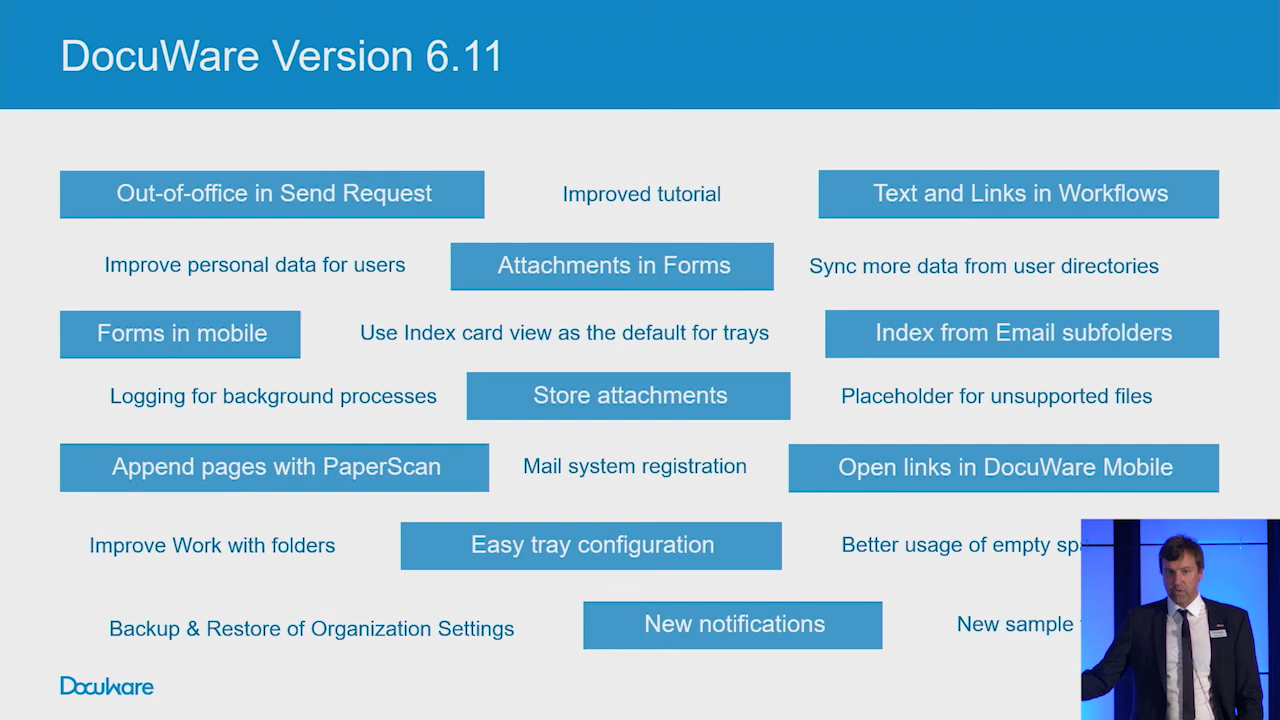 DocuWare Version 6.11
Out-of-office in Send Request
Improved tutorial
Text and Links in Workflows
Improve personal data for users
Attachments in Forms
Sync more data from user directories
Forms in mobile
Use Index card view as the default for trays
Index from Email subfolders
Logging for background processes
Store attachments
Placeholder for unsupported files
Append pages with PaperScan
Mail system registration
Open links in DocuWare Mobile
Improve Work with folders
Easy tray configuration
Better usage of empty
Backup & Restore of Organization Settings
New notifications
New sample
DocuWare